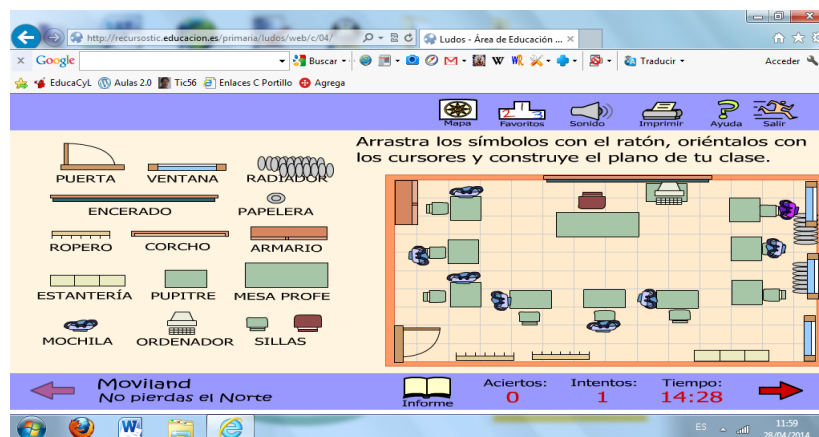 http://recursostic.educacion.es/primaria/ludos/web/c/04/
Ludos - Área de Educación ...
Google
Buscar
Traducir
Acceder
EducaCyL
Aulas 2.0
Tic56
Enlaces C Portillo
Agrega
Mapa
Favoritos
Sonido
Imprimir
Ayuda
Salir
Arrastra los símbolos con el ratón, oriéntalos con
los cursores y construye el plano de tu clase.
PUERTA
VENTANA
RADIADOR
ENCERADO
PAPELERA
ROPERO
CORCHO
ARMARIO
ESTANTERÍA
PUPITRE
MESA PROFE
MOCHILA
ORDENADOR
SILLAS
Moviland
No pierdas el Norte
Informe
Aciertos:
0
Intentos:
1
Tiempo:
14:28
ES
11:59
28/04/2014